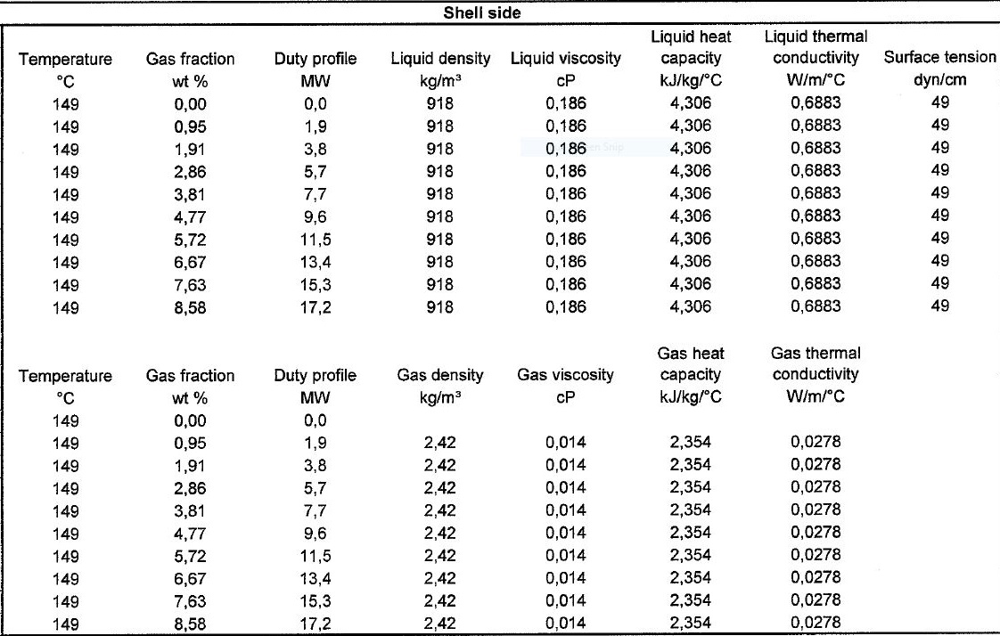 Shell side
Liquid heat Liquid thermal
Temperature Gas fraction Duty profile Liquid density Liquid viscosity capacity conductivity Surface tension
°C wt % MW kg/m³ cP kJ/kg/°C W/m/°C dyn/cm
149 0,00 0,0 918 0,186 4,306 0,6883 49
149 0,95 1,9 918 0,186 4,306 0,6883 49
149 1,91 3,8 918 0,186 4,306 0,6883 49
149 2,86 5,7 918 0,186 4,306 0,6883 49
149 3,81 7,7 918 0,186 4,306 0,6883 49
149 4,77 9,6 918 0,186 4,306 0,6883 49
149 5,72 11,5 918 0,186 4,306 0,6883 49
149 6,67 13,4 918 0,186 4,306 0,6883 49
149 7,63 15,3 918 0,186 4,306 0,6883 49
149 8,58 17,2 918 0,186 4,306 0,6883 49
Gas heat Gas thermal
Temperature Gas fraction Duty profile Gas density Gas viscosity capacity conductivity
°C wt % MW kg/m³ cP kJ/kg/°C W/m/°C
149 0,00 0,0
149 0,95 1,9 2,42 0,014 2,354 0,0278
149 1,91 3,8 2,42 0,014 2,354 0,0278
149 2,86 5,7 2,42 0,014 2,354 0,0278
149 3,81 7,7 2,42 0,014 2,354 0,0278
149 4,77 9,6 2,42 0,014 2,354 0,0278
149 5,72 11,5 2,42 0,014 2,354 0,0278
149 6,67 13,4 2,42 0,014 2,354 0,0278
149 7,63 15,3 2,42 0,014 2,354 0,0278
149 8,58 17,2 2,42 0,014 2,354 0,0278